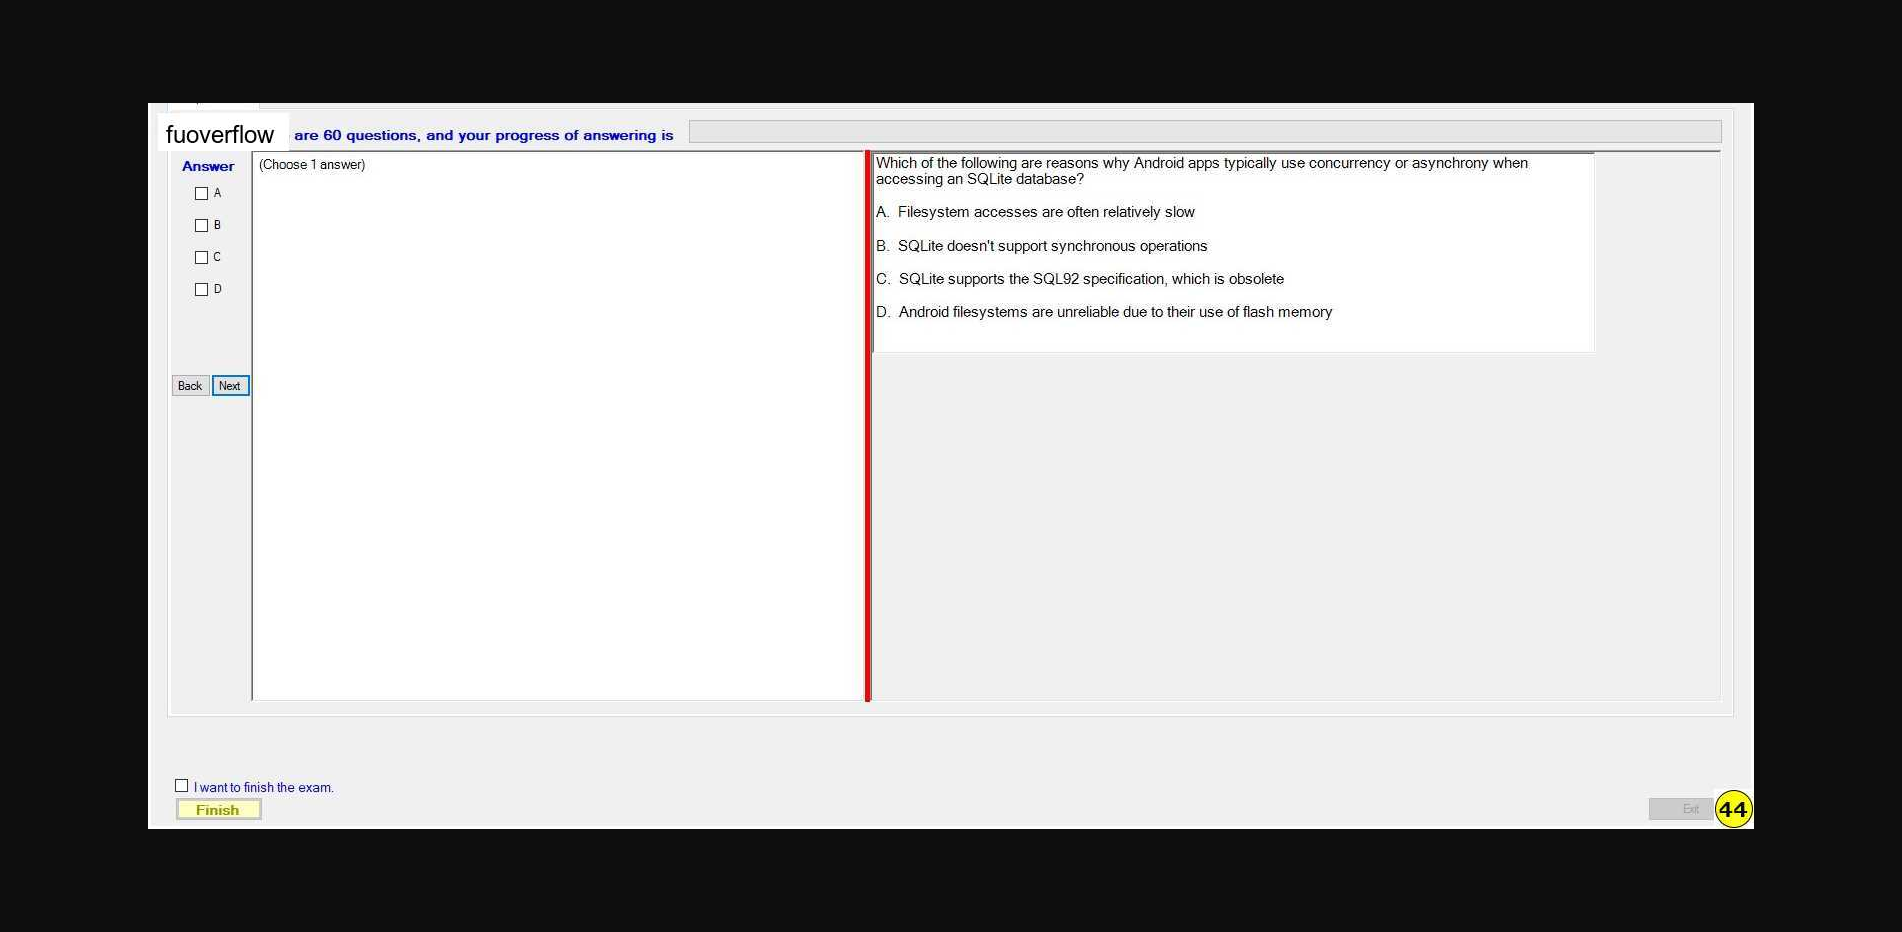 fuoverflow are 60 questions, and your progress of answering is
Answer
A
B
C
D
Back Next
(Choose 1 answer)
Which of the following are reasons why Android apps typically use concurrency or asynchrony when
accessing an SQLite database?
A. Filesystem accesses are often relatively slow
B. SQLite doesn't support synchronous operations
C. SQLite supports the SQL92 specification, which is obsolete
D. Android filesystems are unreliable due to their use of flash memory
I want to finish the exam.
Finish
Exit 44